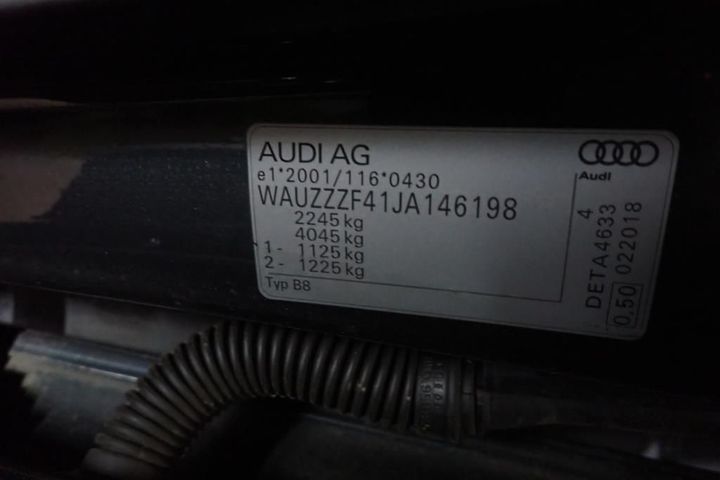 AUDI AG
e1*2001/116*0430
WAUZZZF41JA146198
2245 kg
4045 kg
1- 1125 kg
2- 1225 kg
Typ B8
Audi
4
DETA4633
0,50 022018